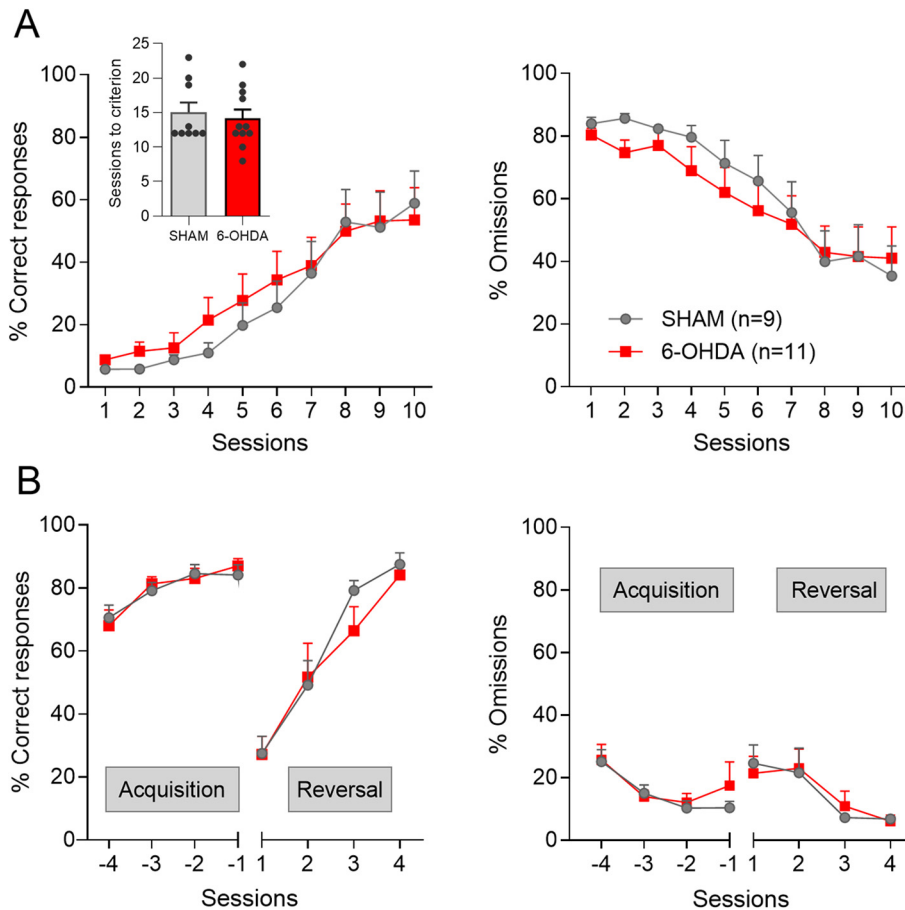 A
% Correct responses
100
80
60
40
20
0
1 2 3 4 5 6 7 8 9 10
Sessions
Sessions to criterion
25
20
15
10
5
0
SHAM 6-OHDA
% Omissions
100
80
60
40
20
0
SHAM (n=9)
6-OHDA (n=11)
1 2 3 4 5 6 7 8 9 10
Sessions
B
% Correct responses
100
80
60
40
20
0
Acquisition Reversal
-4 -3 -2 -1 1 2 3 4
Sessions
% Omissions
100
80
60
40
20
0
Acquisition Reversal
-4 -3 -2 -1 1 2 3 4
Sessions